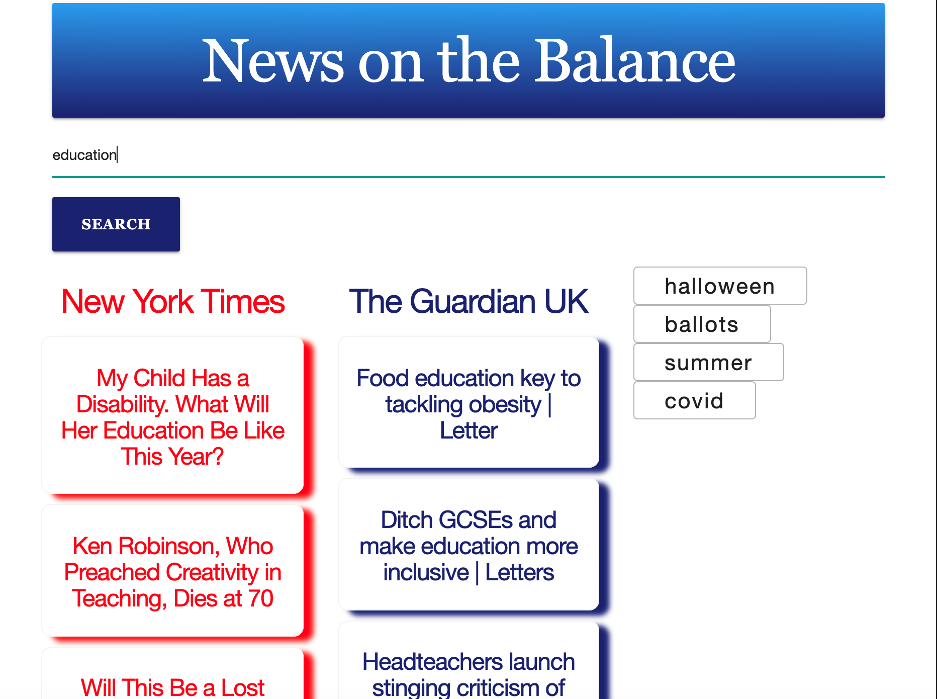 News on the Balance
education
SEARCH
New York Times
My Child Has a
Disability. What Will
Her Education Be Like
This Year?
Ken Robinson, Who
Preached Creativity in
Teaching, Dies at 70
Will This Be a Lost
The Guardian UK
Food education key to
tackling obesity |
Letter
Ditch GCSEs and
make education more
inclusive | Letters
Headteachers launch
stinging criticism of
halloween
ballots
summer
covid